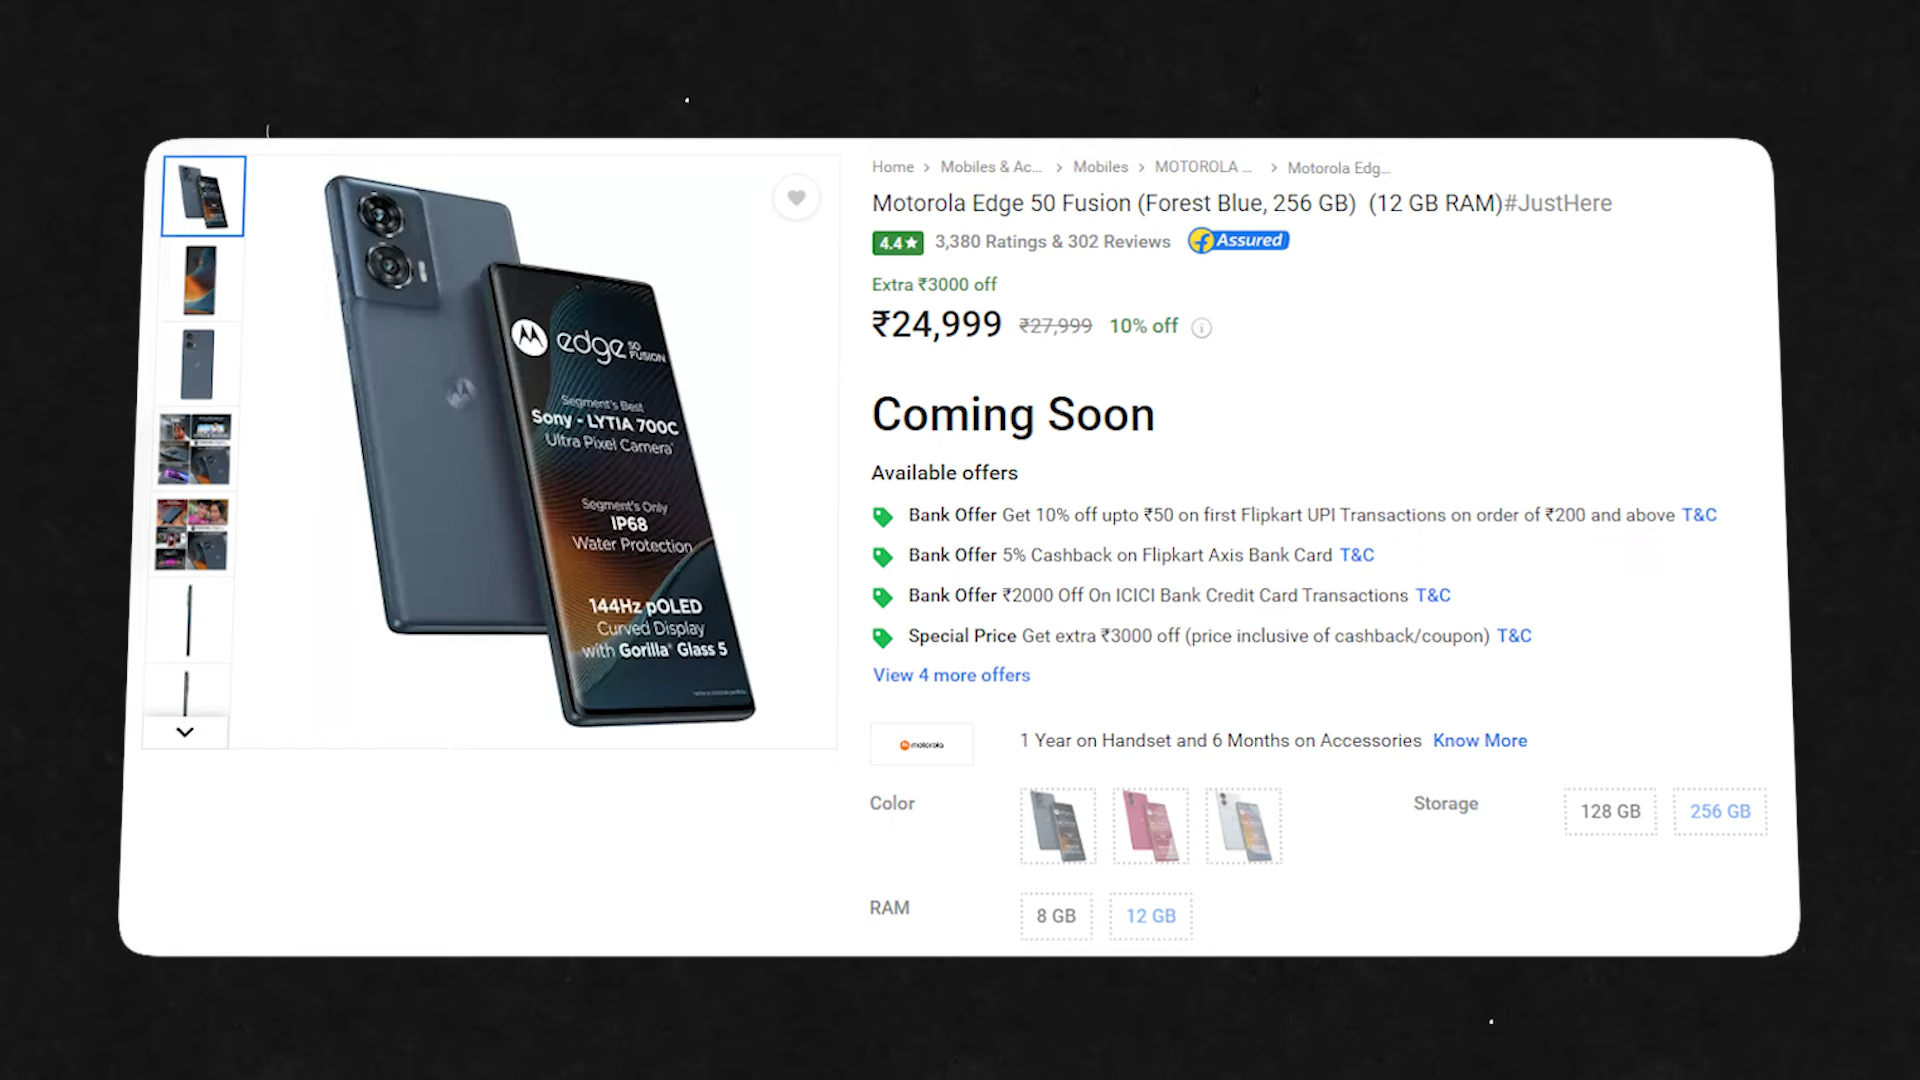 Home > Mobiles & Ac... > Mobiles > MOTOROLA ... > Motorola Edg...
Motorola Edge 50 Fusion (Forest Blue, 256 GB) (12 GB RAM)#JustHere
4.4★ 3,380 Ratings & 302 Reviews Assured
Extra ₹3000 off
₹24,999 ₹27,999 10% off
Coming Soon
Available offers
Bank Offer Get 10% off upto ₹50 on first Flipkart UPI Transactions on order of ₹200 and above T&C
Bank Offer 5% Cashback on Flipkart Axis Bank Card T&C
Bank Offer ₹2000 Off On ICICI Bank Credit Card Transactions T&C
Special Price Get extra ₹3000 off (price inclusive of cashback/coupon) T&C
View 4 more offers
motorola
1 Year on Handset and 6 Months on Accessories Know More
Color
Storage
128 GB
256 GB
RAM
8 GB
12 GB
edge 50 FUSION
Segment's Best
Sony - LYTIA 700C
Ultra Pixel Camera*
Segment's Only
IP68
Water Protection
144Hz pOLED
Curved Display
with Gorilla® Glass 5